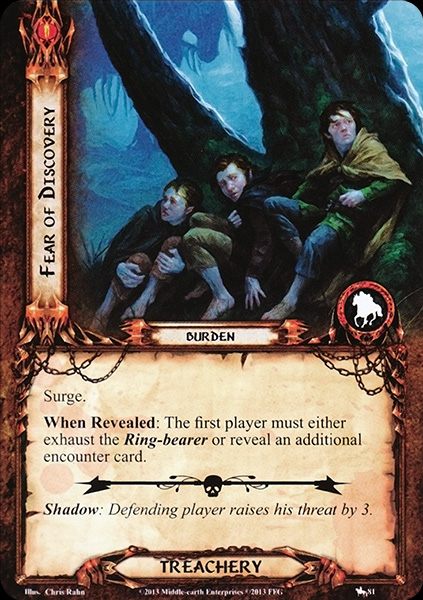 Fear of Discovery
BURDEN
Surge.
When Revealed: The first player must either
exhaust the Ring-bearer or reveal an additional
encounter card.
Shadow: Defending player raises his threat by 3.
TREACHERY
Illus. Chris Rahn ©2013 Middle-earth Enterprises ©2013 FFG 81